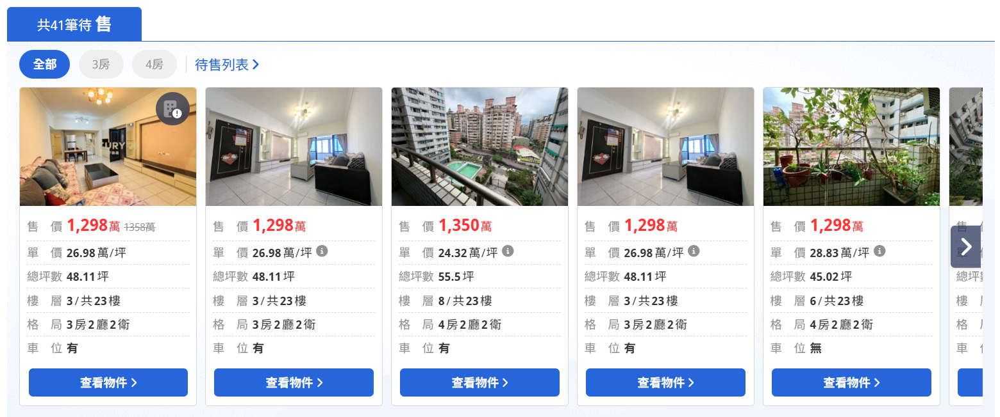 共41筆待 售
全部 3房 4房 待售列表
售 價 1,298萬 1358萬
單 價 26.98 萬/坪
總坪數 48.11 坪
樓 層 3 / 共 23 樓
格 局 3 房 2 廳 2 衛
車 位 有
查看物件
售 價 1,298萬
單 價 26.98 萬/坪
總坪數 48.11 坪
樓 層 3 / 共 23 樓
格 局 3 房 2 廳 2 衛
車 位 有
查看物件
售 價 1,350萬
單 價 24.32 萬/坪
總坪數 55.5 坪
樓 層 8 / 共 23 樓
格 局 4 房 2 廳 2 衛
車 位 有
查看物件
售 價 1,298萬
單 價 26.98 萬/坪
總坪數 48.11 坪
樓 層 3 / 共 23 樓
格 局 3 房 2 廳 2 衛
車 位 有
查看物件
售 價 1,298萬
單 價 28.83 萬/坪
總坪數 45.02 坪
樓 層 6 / 共 23 樓
格 局 4 房 2 廳 2 衛
車 位 無
查看物件
售
單
總坪
樓
格
車